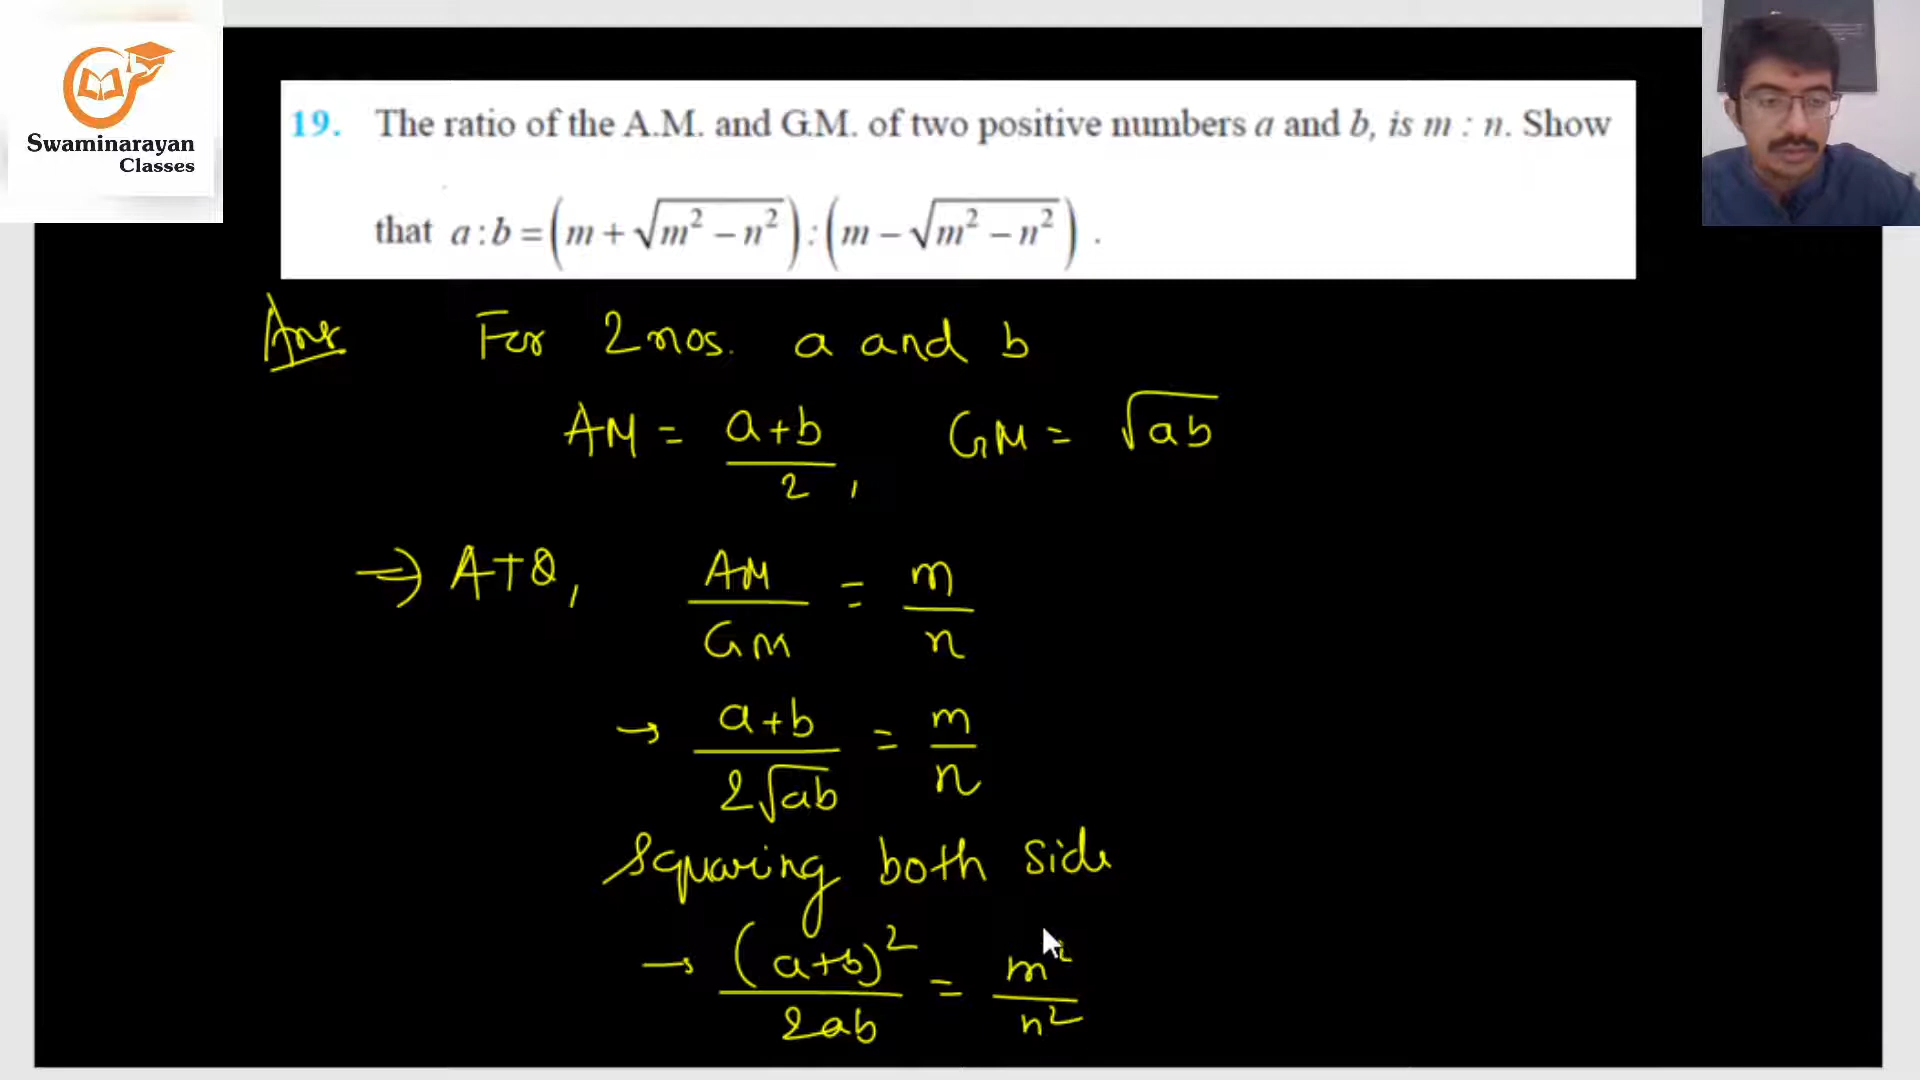 Swaminarayan
Classes
19. The ratio of the A.M. and G.M. of two positive numbers a and b, is m : n. Show
that a : b = (m + √(m² − n²)) : (m − √(m² − n²)) .
Ans For 2 nos. a and b
AM = (a+b)/2 , GM = √ab
⇒ ATQ, AM/GM = m/n
→ (a+b)/(2√ab) = m/n
Squaring both side
→ (a+b)²/2ab = m²/n²